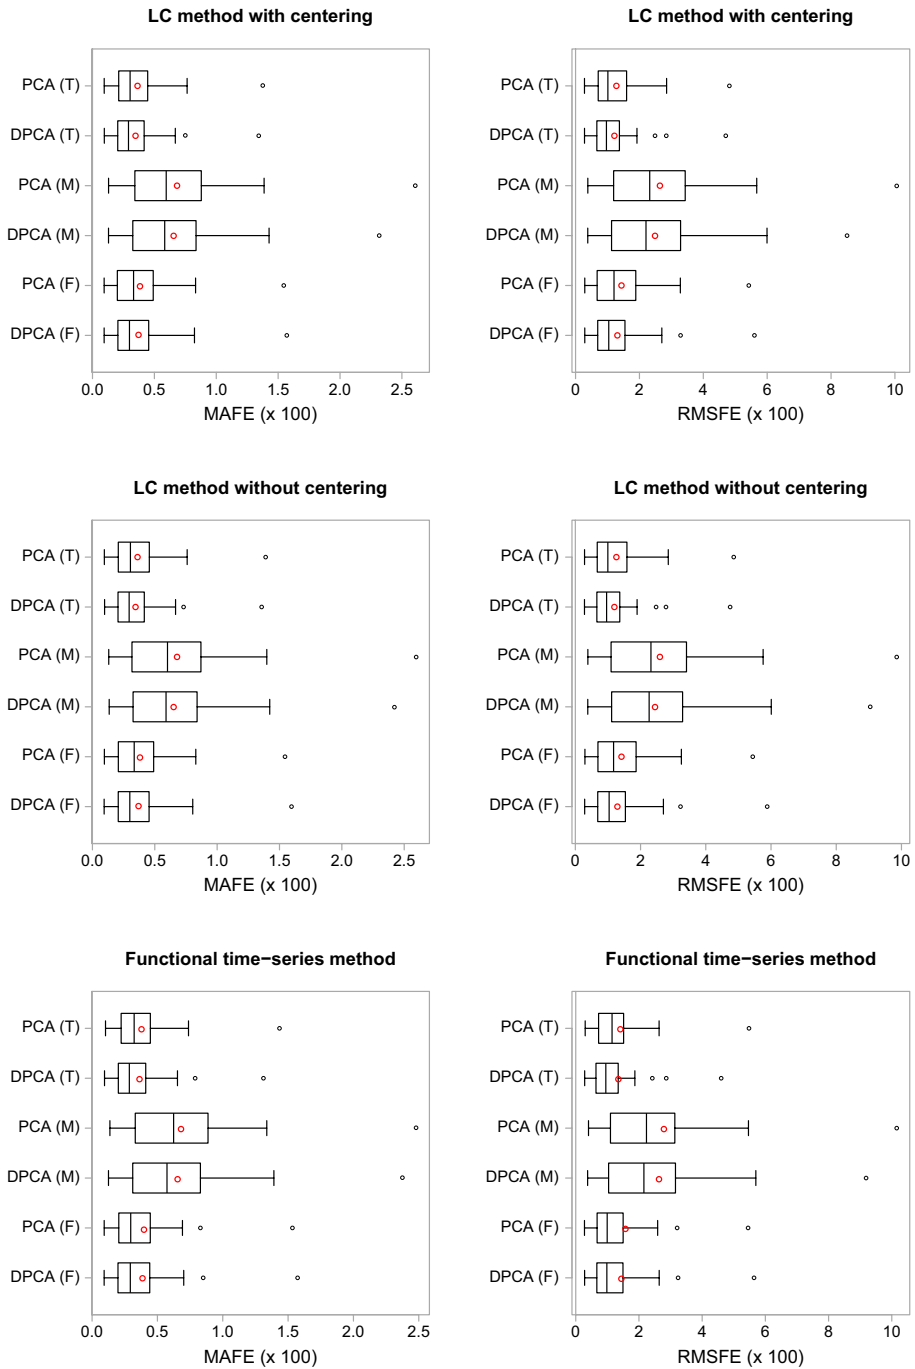 LC method with centering
PCA (T)
DPCA (T)
PCA (M)
DPCA (M)
PCA (F)
DPCA (F)
0.0 0.5 1.0 1.5 2.0 2.5
MAFE (x 100)
LC method with centering
PCA (T)
DPCA (T)
PCA (M)
DPCA (M)
PCA (F)
DPCA (F)
0 2 4 6 8 10
RMSFE (x 100)
LC method without centering
PCA (T)
DPCA (T)
PCA (M)
DPCA (M)
PCA (F)
DPCA (F)
0.0 0.5 1.0 1.5 2.0 2.5
MAFE (x 100)
LC method without centering
PCA (T)
DPCA (T)
PCA (M)
DPCA (M)
PCA (F)
DPCA (F)
0 2 4 6 8 10
RMSFE (x 100)
Functional time−series method
PCA (T)
DPCA (T)
PCA (M)
DPCA (M)
PCA (F)
DPCA (F)
0.0 0.5 1.0 1.5 2.0 2.5
MAFE (x 100)
Functional time−series method
PCA (T)
DPCA (T)
PCA (M)
DPCA (M)
PCA (F)
DPCA (F)
0 2 4 6 8 10
RMSFE (x 100)